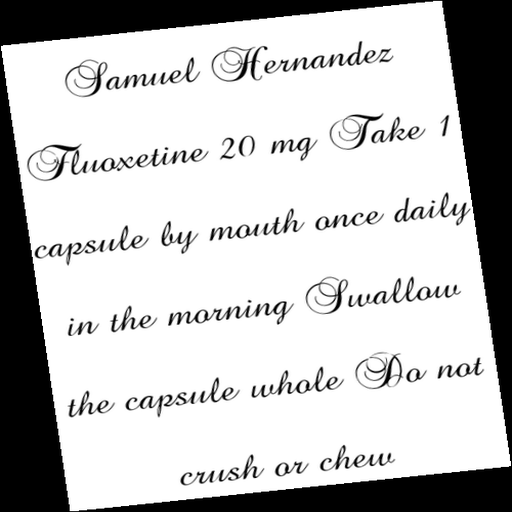 Samuel Hernandez
Fluoxetine 20 mg Take 1
capsule by mouth once daily
in the morning Swallow
the capsule whole Do not
crush or chew